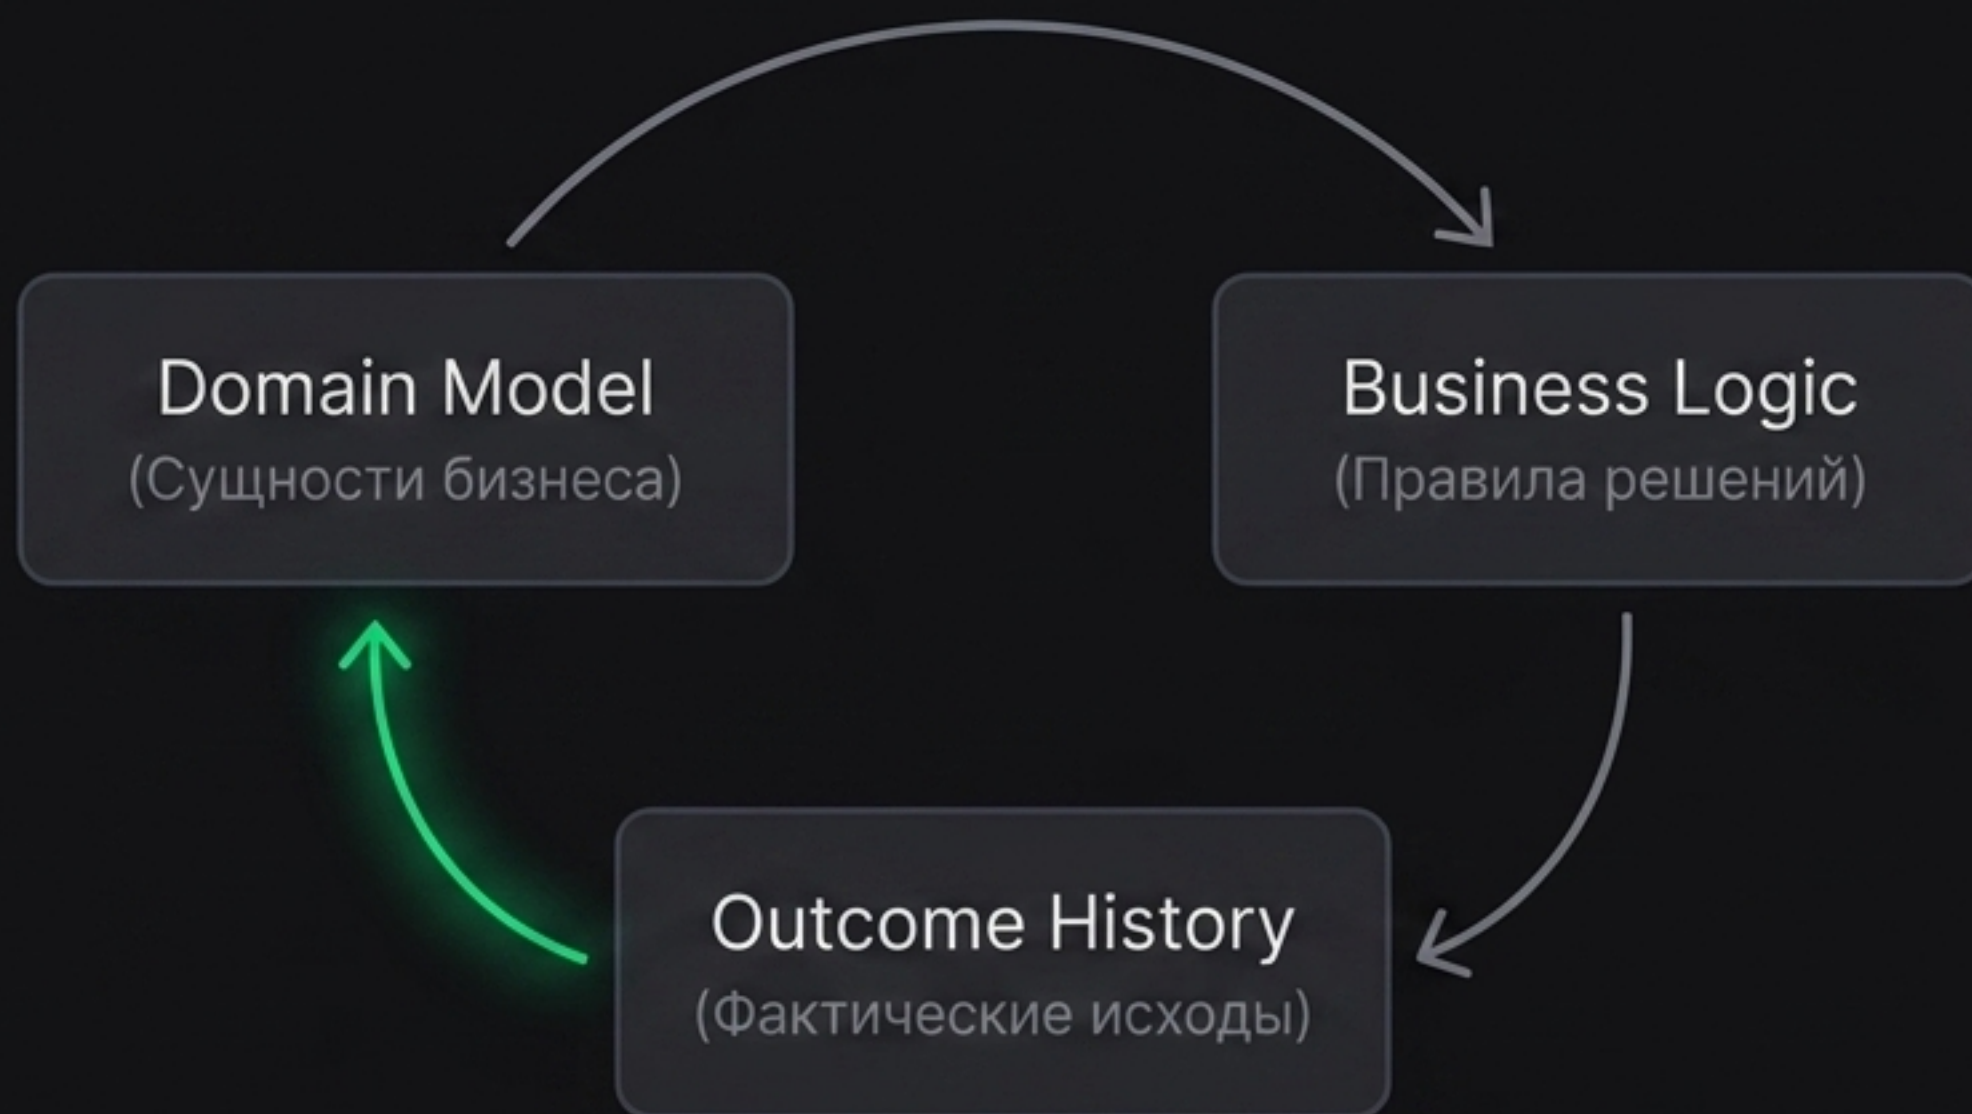 Domain Model
(Сущности бизнеса)
Business Logic
(Правила решений)
Outcome History
(Фактические исходы)